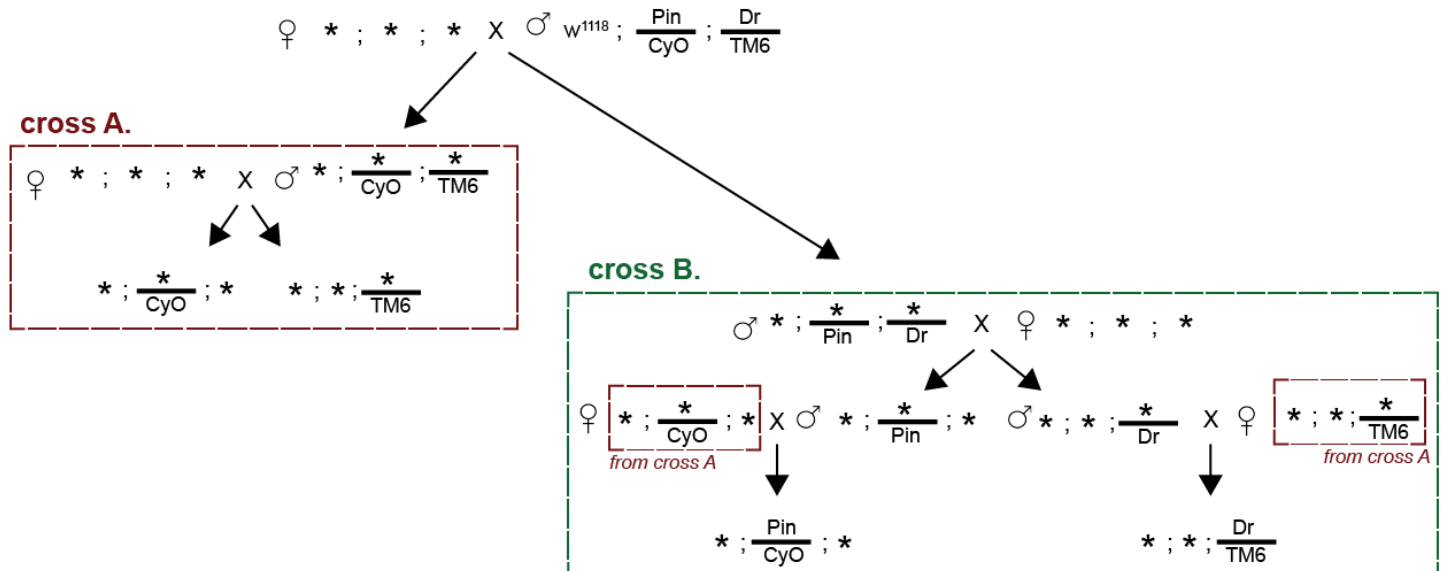 ♀ * ; * ; * X ♂ w1118 ; Pin/CyO ; Dr/TM6
cross A.
♀ * ; * ; * X ♂ * ; */CyO ; */TM6
* ; */CyO ; * * ; * ; */TM6
cross B.
♂ * ; */Pin ; */Dr X ♀ * ; * ; *
♀ * ; */CyO ; * X ♂ * ; */Pin ; * ♂ * ; * ; */Dr X ♀ * ; * ; */TM6
from cross A from cross A
* ; Pin/CyO ; * * ; * ; Dr/TM6